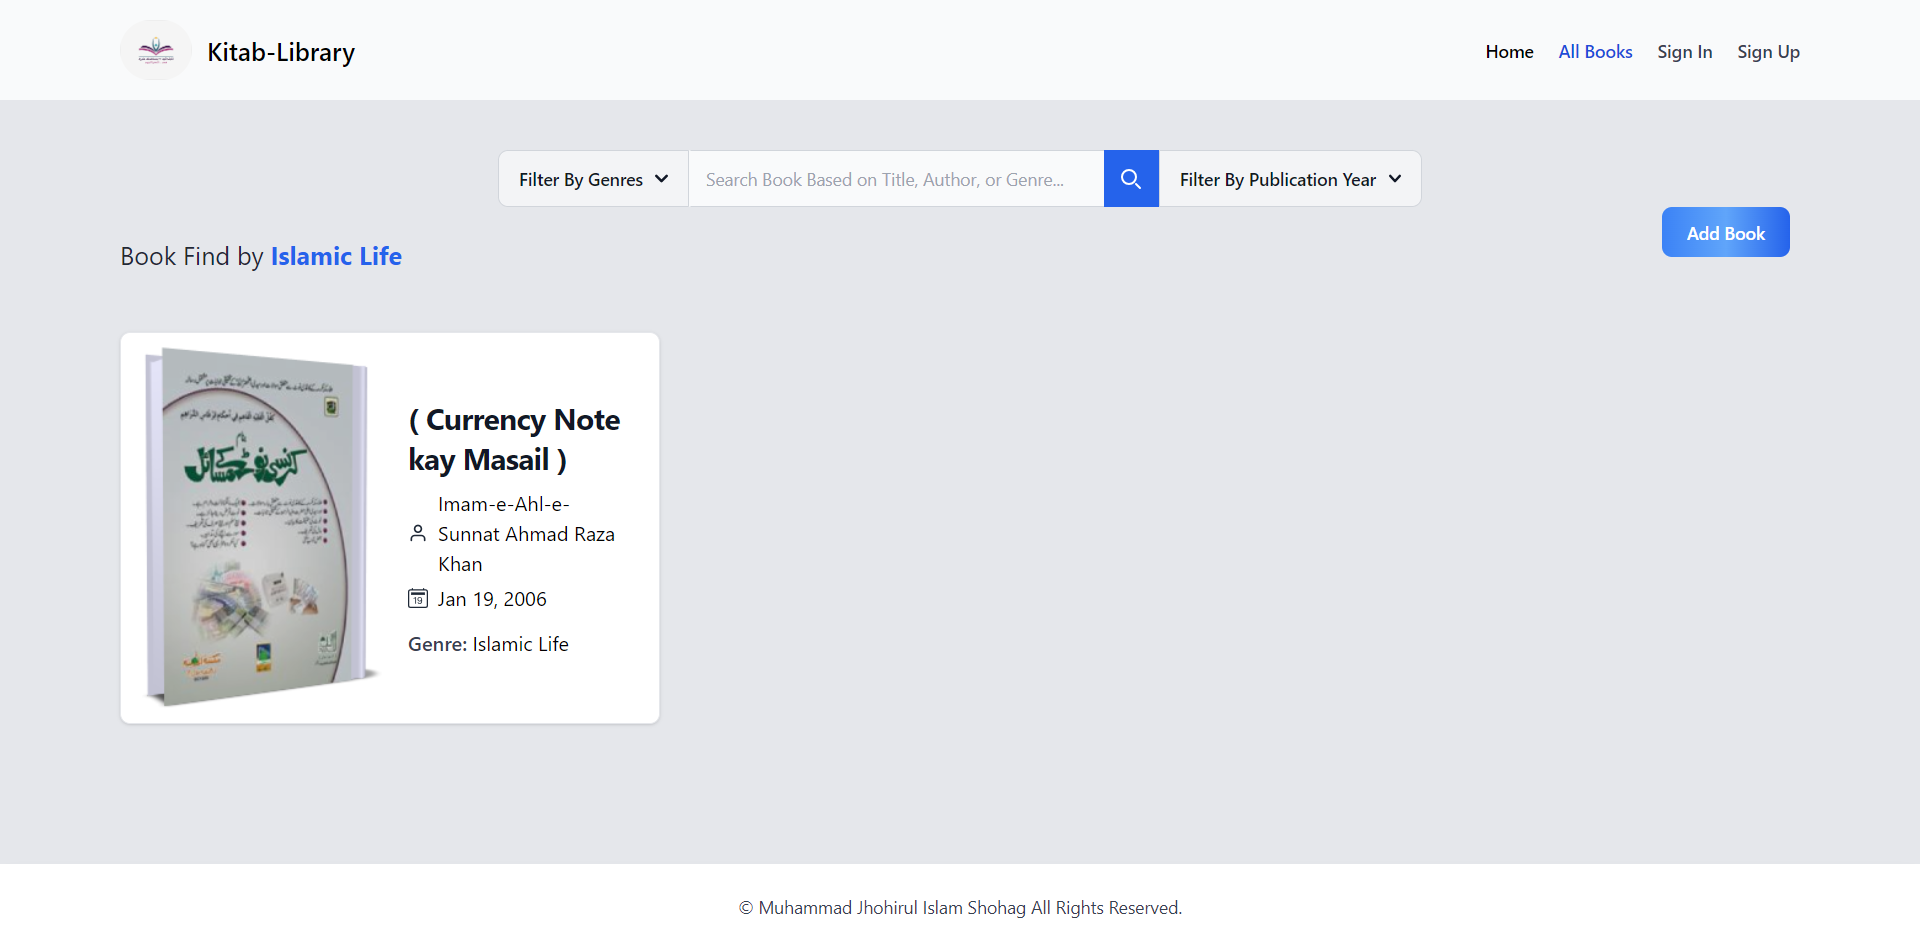 Kitab-Library
Home
All Books
Sign In
Sign Up
Filter By Genres
Search Book Based on Title, Author, or Genre...
Filter By Publication Year
Add Book
Book Find by Islamic Life
کرنسی نوٹ کے مسائل
( Currency Note
kay Masail )
Imam-e-Ahl-e-
Sunnat Ahmad Raza
Khan
19
Jan 19, 2006
Genre: Islamic Life
© Muhammad Jhohirul Islam Shohag All Rights Reserved.